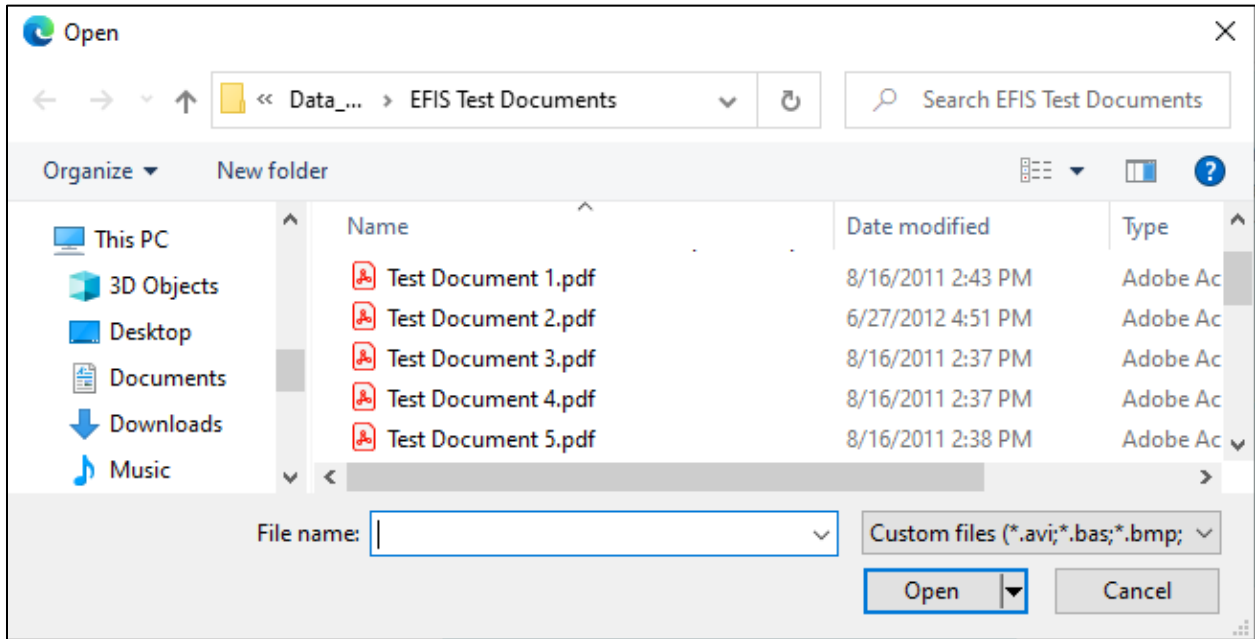 Open
« Data_... › EFIS Test Documents
Search EFIS Test Documents
Organize
New folder
Name Date modified Type
This PC
3D Objects
Desktop
Documents
Downloads
Music
Test Document 1.pdf 8/16/2011 2:43 PM Adobe Ac
Test Document 2.pdf 6/27/2012 4:51 PM Adobe Ac
Test Document 3.pdf 8/16/2011 2:37 PM Adobe Ac
Test Document 4.pdf 8/16/2011 2:37 PM Adobe Ac
Test Document 5.pdf 8/16/2011 2:38 PM Adobe Ac
File name:
Custom files (*.avi;*.bas;*.bmp;
Open
Cancel